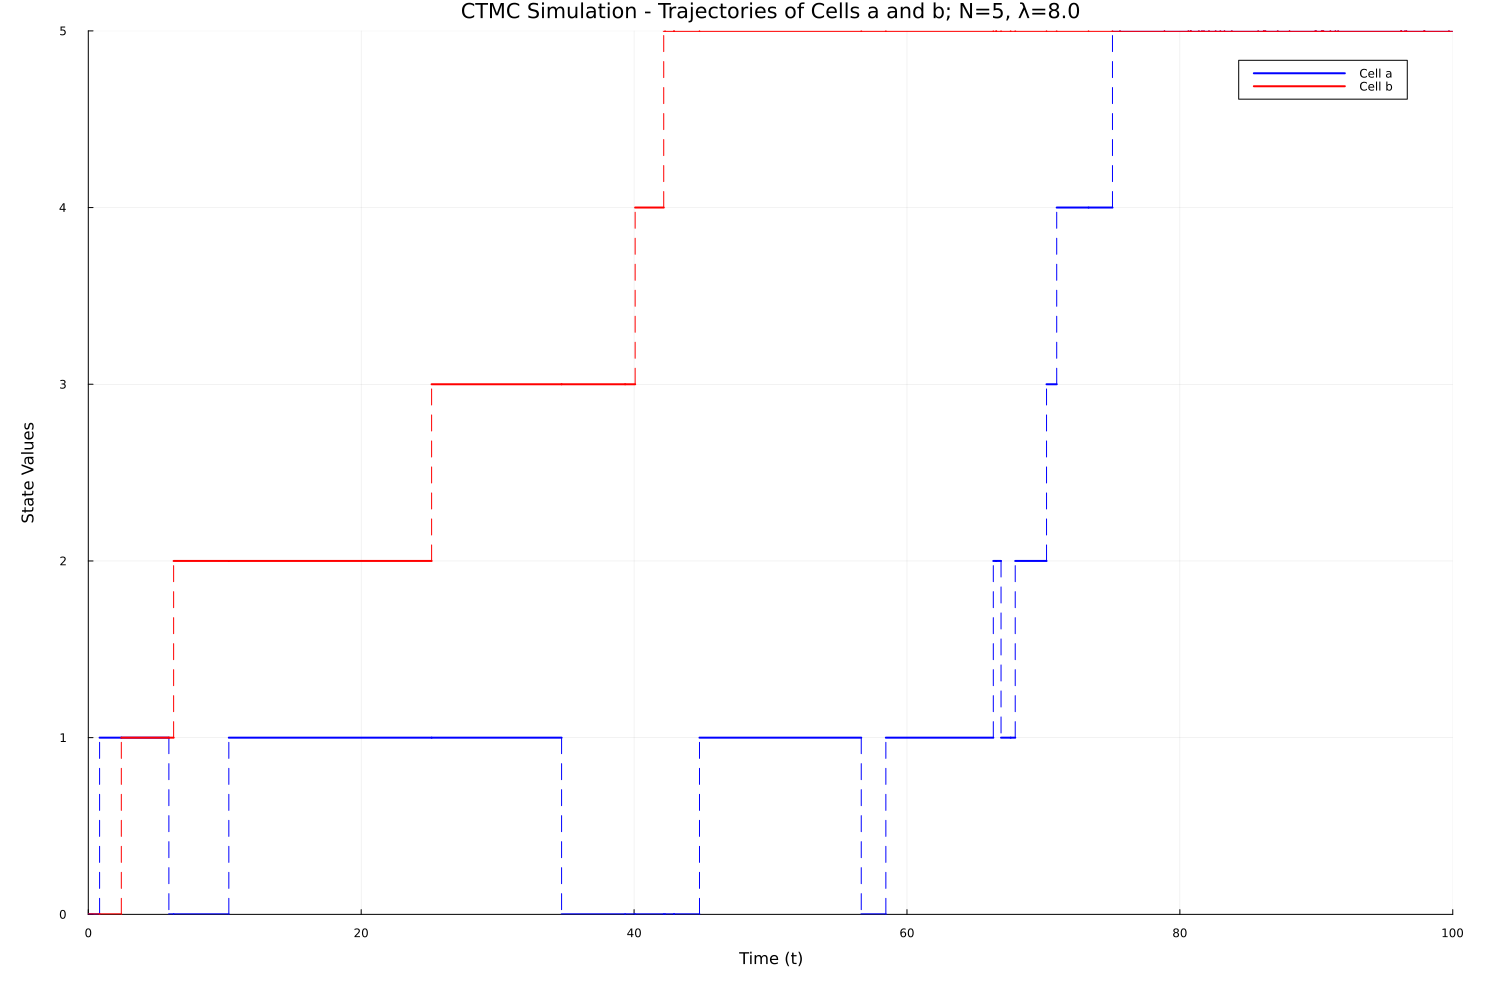 CTMC Simulation - Trajectories of Cells a and b; N=5, λ=8.0
5
4
3
2
1
0
State Values
Cell a
Cell b
0 20 40 60 80 100
Time (t)